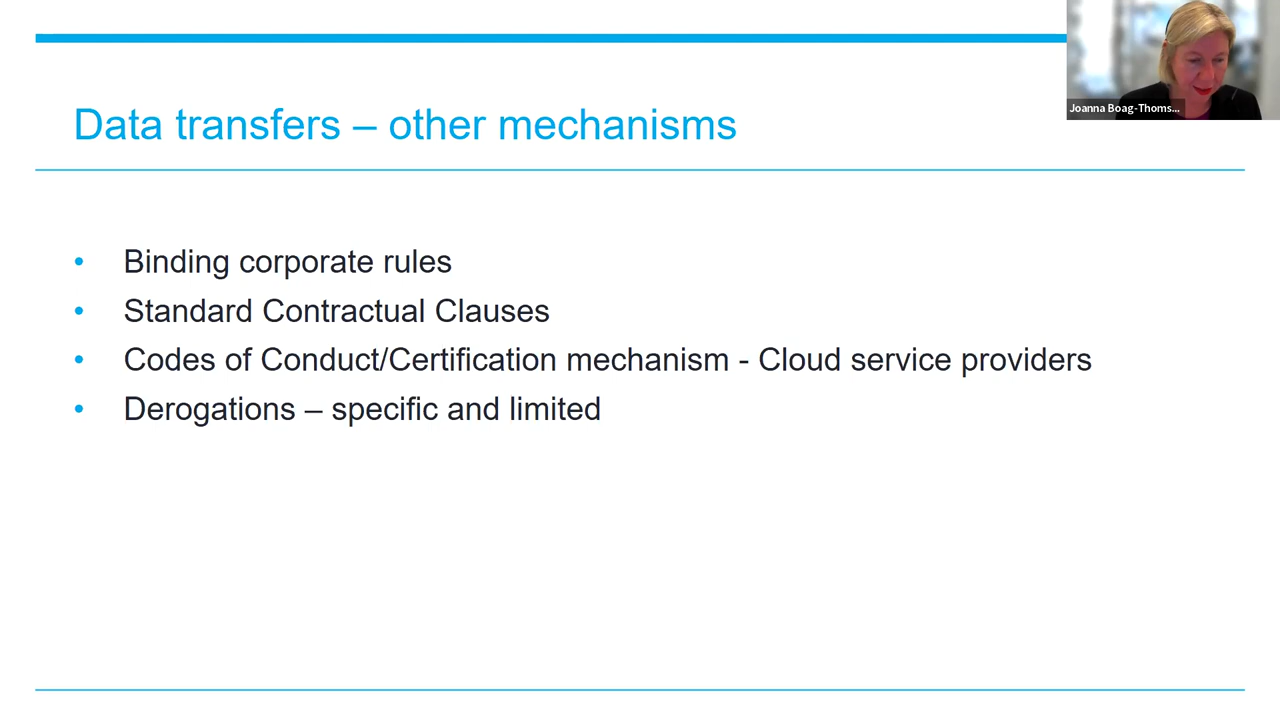 Data transfers – other mechanisms
Joanna Boag-Thoms...
• Binding corporate rules
• Standard Contractual Clauses
• Codes of Conduct/Certification mechanism - Cloud service providers
• Derogations – specific and limited